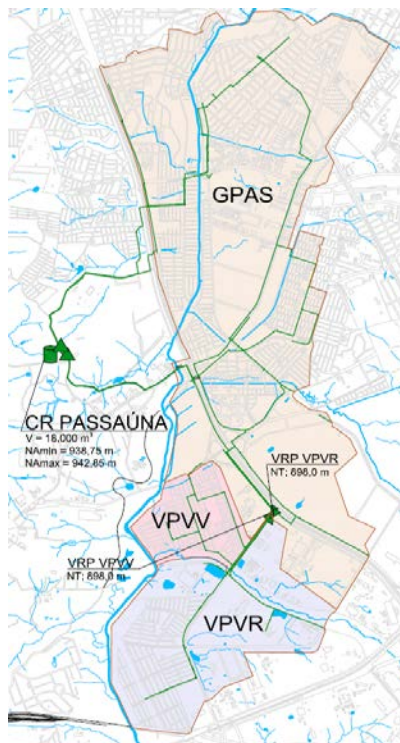 GPAS
CR PASSAÚNA
V = 18,000 m³
NAmin = 938,75 m
NAmax = 942,65 m
VRP VPVR
NT: 898,0 m
VPVV
VRP VPVV
NT: 898,0 m
VPVR